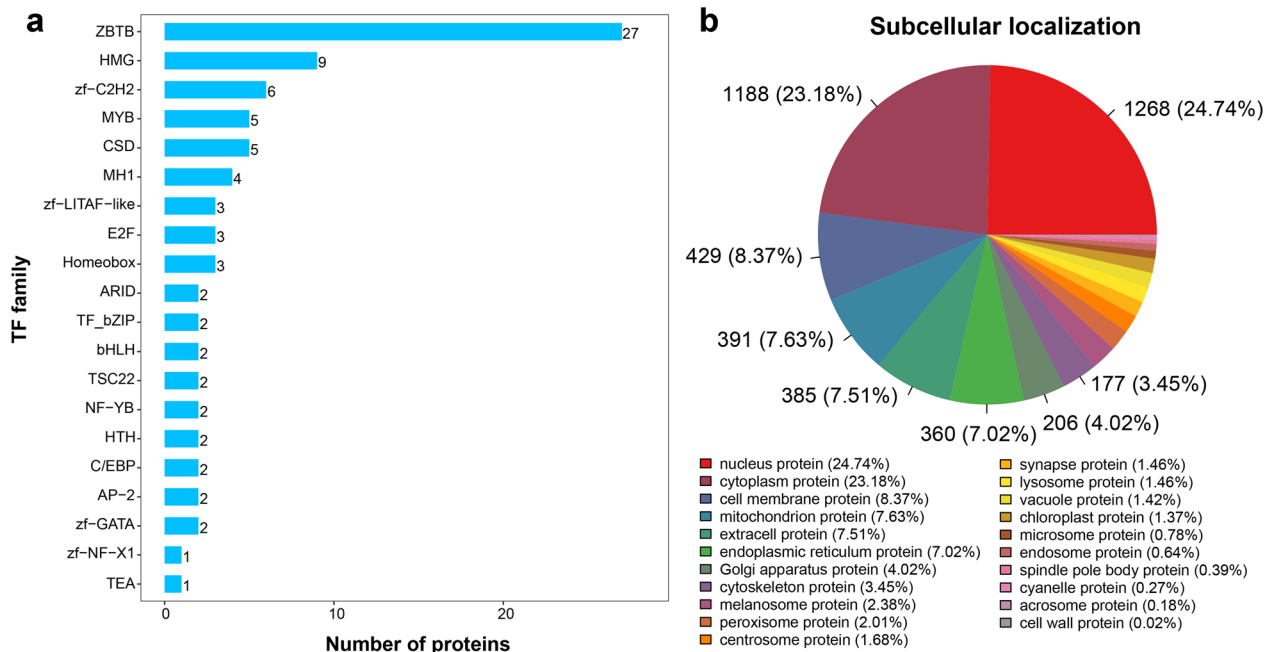 a
ZBTB 27
HMG 9
zf−C2H2 6
MYB 5
CSD 5
MH1 4
zf−LITAF−like 3
E2F 3
Homeobox 3
ARID 2
TF_bZIP 2
bHLH 2
TSC22 2
NF−YB 2
HTH 2
C/EBP 2
AP−2 2
zf−GATA 2
zf−NF−X1 1
TEA 1
TF family
0 10 20
Number of proteins
b
Subcellular localization
1188 (23.18%)
1268 (24.74%)
429 (8.37%)
391 (7.63%)
385 (7.51%)
360 (7.02%)
206 (4.02%)
177 (3.45%)
nucleus protein (24.74%)
cytoplasm protein (23.18%)
cell membrane protein (8.37%)
mitochondrion protein (7.63%)
extracell protein (7.51%)
endoplasmic reticulum protein (7.02%)
Golgi apparatus protein (4.02%)
cytoskeleton protein (3.45%)
melanosome protein (2.38%)
peroxisome protein (2.01%)
centrosome protein (1.68%)
synapse protein (1.46%)
lysosome protein (1.46%)
vacuole protein (1.42%)
chloroplast protein (1.37%)
microsome protein (0.78%)
endosome protein (0.64%)
spindle pole body protein (0.39%)
cyanelle protein (0.27%)
acrosome protein (0.18%)
cell wall protein (0.02%)